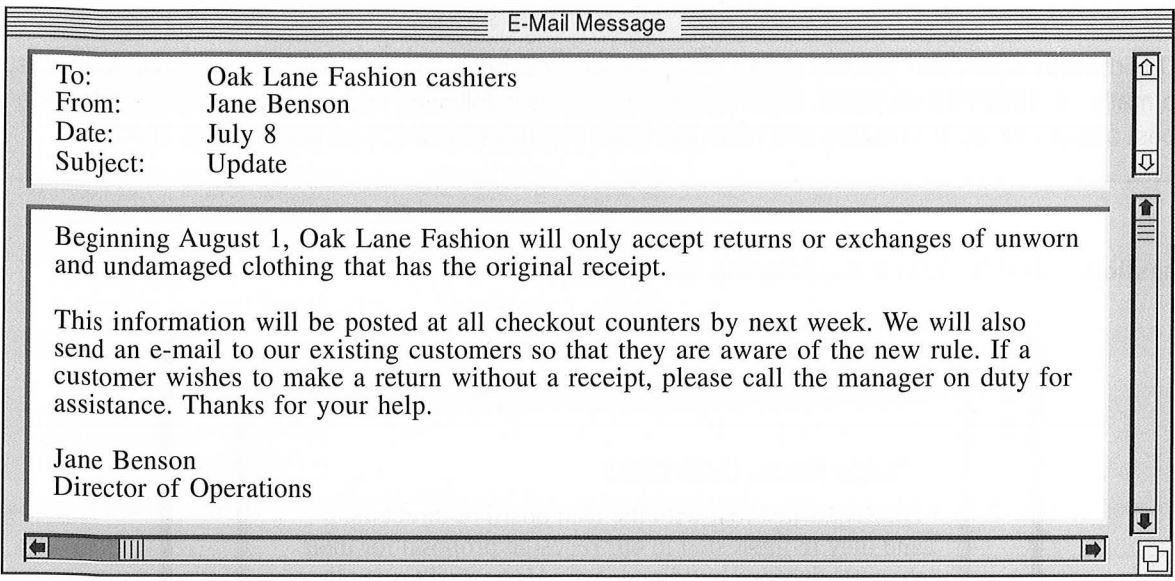 E-Mail Message
To: Oak Lane Fashion cashiers
From: Jane Benson
Date: July 8
Subject: Update
Beginning August 1, Oak Lane Fashion will only accept returns or exchanges of unworn
and undamaged clothing that has the original receipt.
This information will be posted at all checkout counters by next week. We will also
send an e-mail to our existing customers so that they are aware of the new rule. If a
customer wishes to make a return without a receipt, please call the manager on duty for
assistance. Thanks for your help.
Jane Benson
Director of Operations